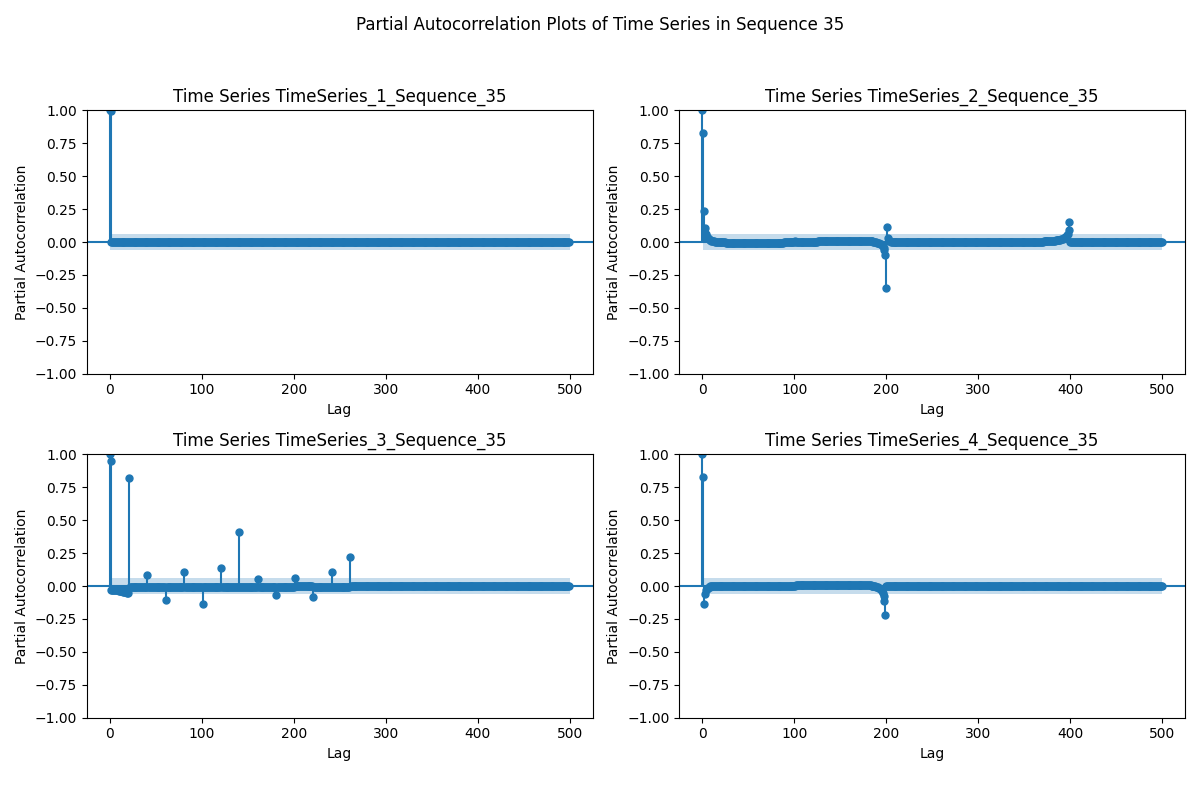 Partial Autocorrelation Plots of Time Series in Sequence 35
Time Series TimeSeries_1_Sequence_35
1.00
0.75
0.50
0.25
0.00
−0.25
−0.50
−0.75
−1.00
Partial Autocorrelation
0 100 200 300 400 500
Lag
Time Series TimeSeries_2_Sequence_35
1.00
0.75
0.50
0.25
0.00
−0.25
−0.50
−0.75
−1.00
Partial Autocorrelation
0 100 200 300 400 500
Lag
Time Series TimeSeries_3_Sequence_35
1.00
0.75
0.50
0.25
0.00
−0.25
−0.50
−0.75
−1.00
Partial Autocorrelation
0 100 200 300 400 500
Lag
Time Series TimeSeries_4_Sequence_35
1.00
0.75
0.50
0.25
0.00
−0.25
−0.50
−0.75
−1.00
Partial Autocorrelation
0 100 200 300 400 500
Lag